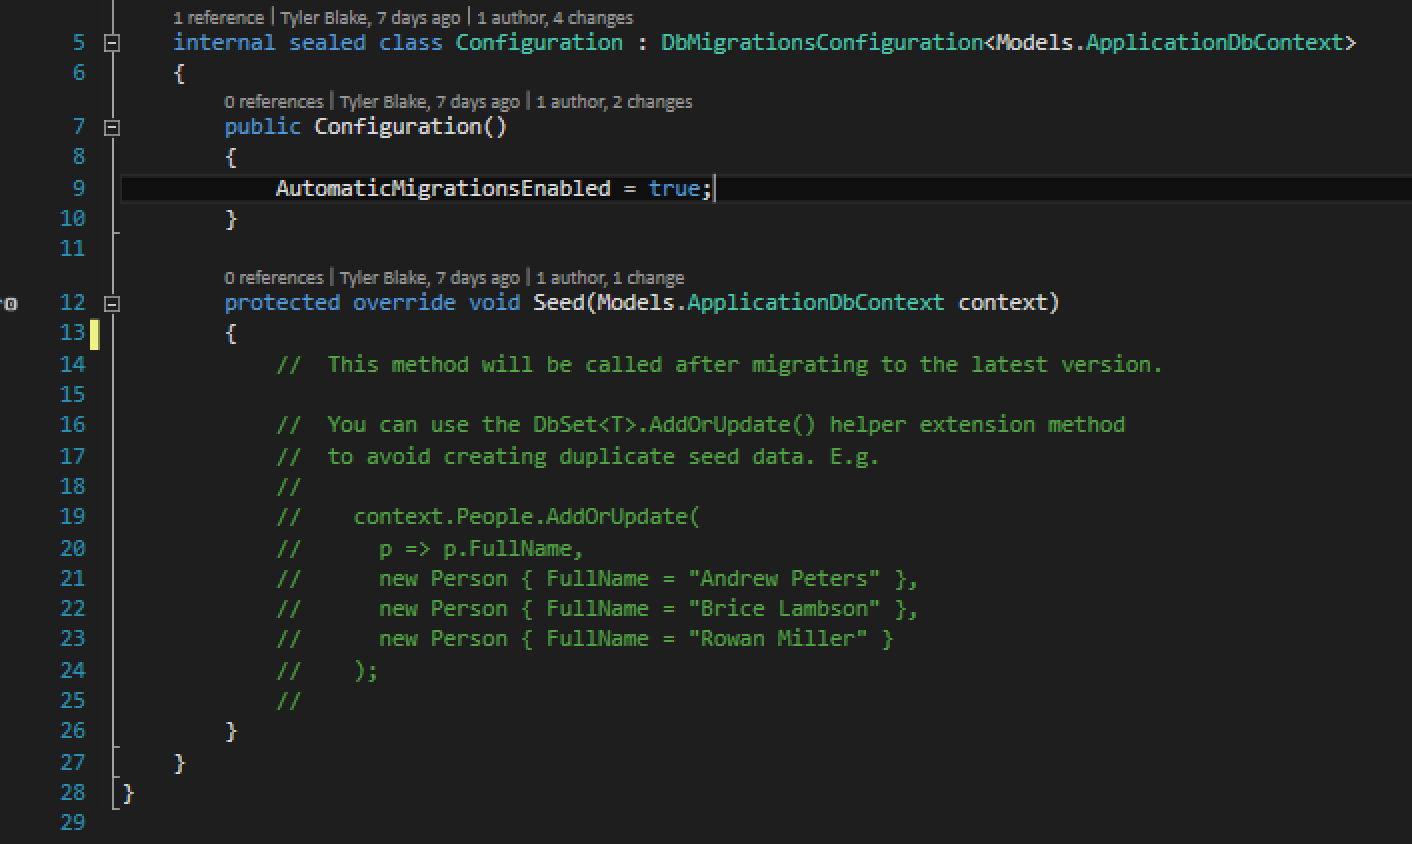 1 reference | Tyler Blake, 7 days ago | 1 author, 4 changes
5 internal sealed class Configuration : DbMigrationsConfiguration<Models.ApplicationDbContext>
6 {
0 references | Tyler Blake, 7 days ago | 1 author, 2 changes
7 public Configuration()
8 {
9 AutomaticMigrationsEnabled = true;
10 }
11
0 references | Tyler Blake, 7 days ago | 1 author, 1 change
12 protected override void Seed(Models.ApplicationDbContext context)
13 {
14 //  This method will be called after migrating to the latest version.
15
16 //  You can use the DbSet<T>.AddOrUpdate() helper extension method
17 //  to avoid creating duplicate seed data. E.g.
18 //
19 //    context.People.AddOrUpdate(
20 //      p => p.FullName,
21 //      new Person { FullName = "Andrew Peters" },
22 //      new Person { FullName = "Brice Lambson" },
23 //      new Person { FullName = "Rowan Miller" }
24 //    );
25 //
26 }
27 }
28 }
29